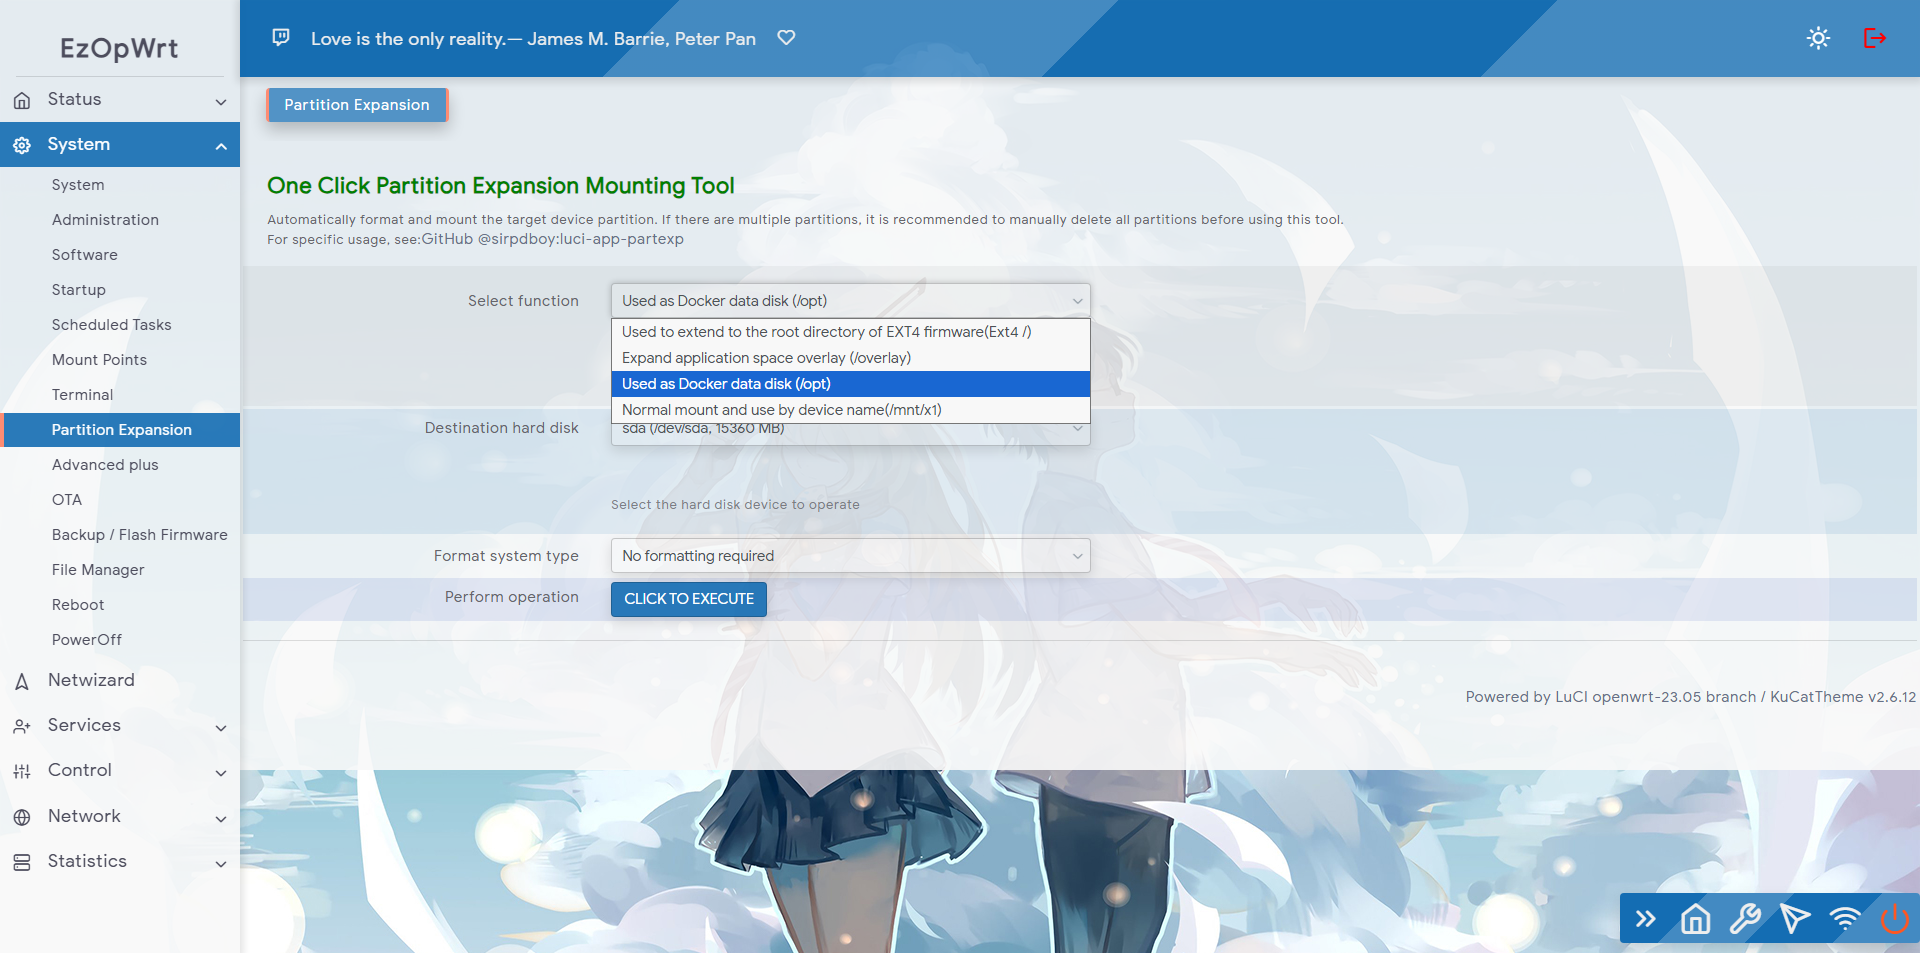 EzOpWrt
Love is the only reality.— James M. Barrie, Peter Pan
Status
System
System
Administration
Software
Startup
Scheduled Tasks
Mount Points
Terminal
Partition Expansion
Advanced plus
OTA
Backup / Flash Firmware
File Manager
Reboot
PowerOff
Netwizard
Services
Control
Network
Statistics
Partition Expansion
One Click Partition Expansion Mounting Tool
Automatically format and mount the target device partition. If there are multiple partitions, it is recommended to manually delete all partitions before using this tool.
For specific usage, see:GitHub @sirpdboy:luci-app-partexp
Select function
Used as Docker data disk (/opt)
Used to extend to the root directory of EXT4 firmware(Ext4 /)
Expand application space overlay (/overlay)
Used as Docker data disk (/opt)
Normal mount and use by device name(/mnt/x1)
Destination hard disk
sda (/dev/sda, 15360 MB)
Select the hard disk device to operate
Format system type
No formatting required
Perform operation
CLICK TO EXECUTE
Powered by LuCI openwrt-23.05 branch / KuCatTheme v2.6.12